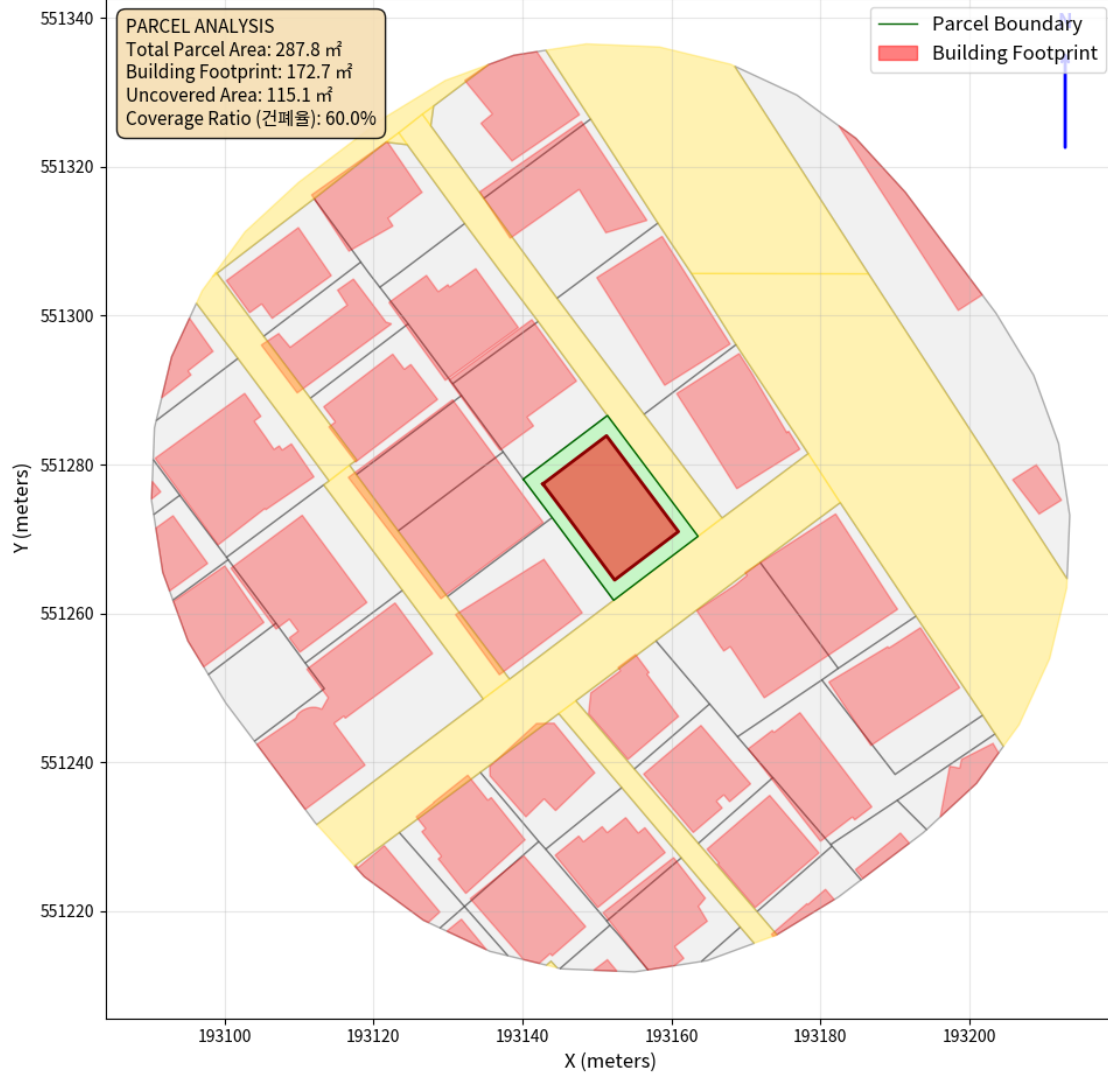 PARCEL ANALYSIS
Total Parcel Area: 287.8 ㎡
Building Footprint: 172.7 ㎡
Uncovered Area: 115.1 ㎡
Coverage Ratio (건폐율): 60.0%
Parcel Boundary
Building Footprint
N
551340
551320
551300
551280
551260
551240
551220
Y (meters)
193100
193120
193140
193160
193180
193200
X (meters)